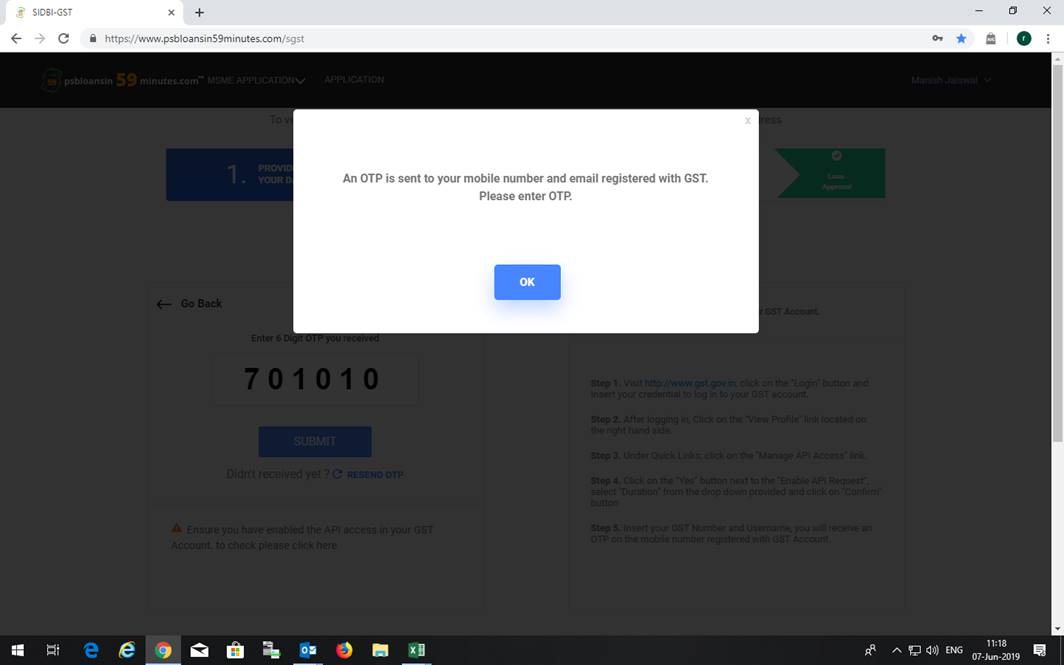 SIDBI-GST
https://www.psbloansin59minutes.com/sgst
psbloansin 59 minutes.com™ MSME APPLICATION APPLICATION Manish Jaiswal
To ve dress
1. PROVID
YOUR DA
Loan
Approval
x
An OTP is sent to your mobile number and email registered with GST.
Please enter OTP.
OK
Go Back
Enter 6 Digit OTP you received
701010
SUBMIT
Didn't received yet ? RESEND OTP
Ensure you have enabled the API access in your GST
Account. to check please click here
r GST Account.
Step 1. Visit http://www.gst.gov.in, click on the "Login" button and
Insert your credential to log in to your GST account.
Step 2. After logging in, Click on the "View Profile" link located on
the right hand side.
Step 3. Under Quick Links, click on the "Manage API Access" link.
Step 4. Click on the "Yes" button next to the "Enable API Request",
select "Duration" from the drop down provided and click on "Confirm"
button
Step 5. Insert your GST Number and Username, you will receive an
OTP on the mobile number registered with GST Account.
ENG
11:18
07-Jun-2019